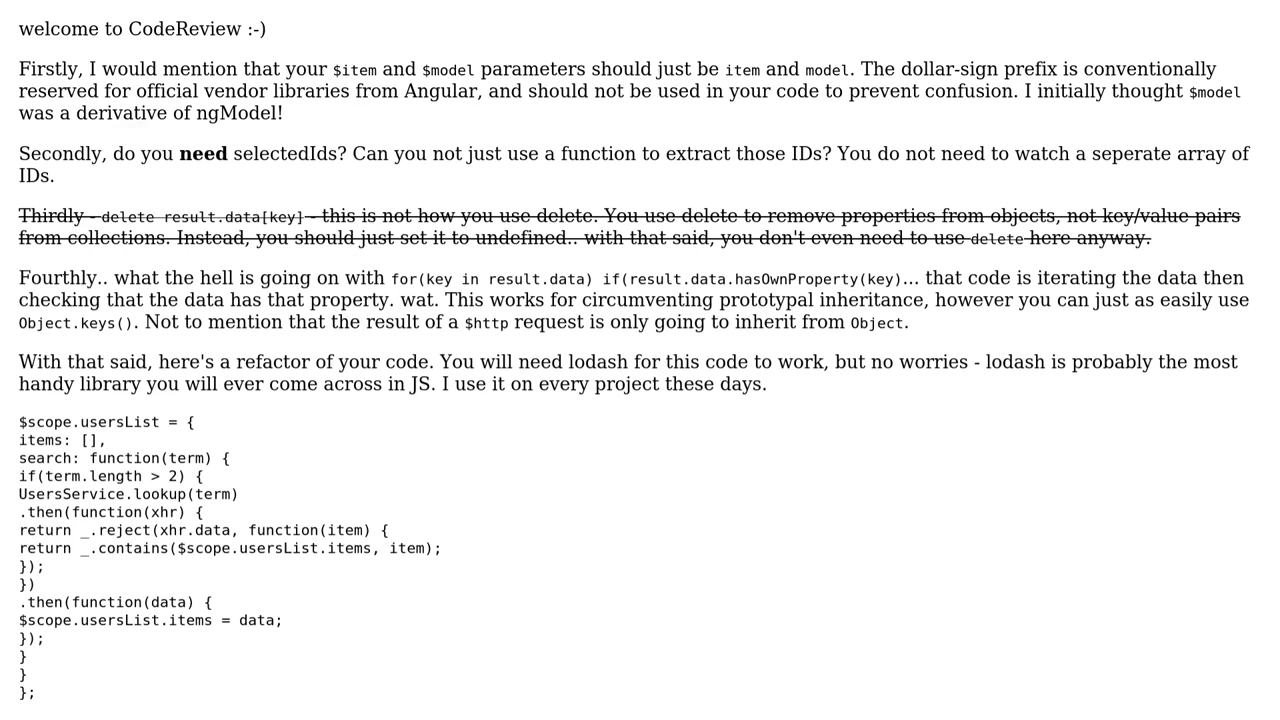 welcome to CodeReview :-)
Firstly, I would mention that your $item and $model parameters should just be item and model. The dollar-sign prefix is conventionally
reserved for official vendor libraries from Angular, and should not be used in your code to prevent confusion. I initially thought $model
was a derivative of ngModel!
Secondly, do you need selectedIds? Can you not just use a function to extract those IDs? You do not need to watch a seperate array of
IDs.
Thirdly - delete result.data[key] - this is not how you use delete. You use delete to remove properties from objects, not key/value pairs
from collections. Instead, you should just set it to undefined.. with that said, you don't even need to use delete here anyway.
Fourthly.. what the hell is going on with for(key in result.data) if(result.data.hasOwnProperty(key)... that code is iterating the data then
checking that the data has that property. wat. This works for circumventing prototypal inheritance, however you can just as easily use
Object.keys(). Not to mention that the result of a $http request is only going to inherit from Object.
With that said, here's a refactor of your code. You will need lodash for this code to work, but no worries - lodash is probably the most
handy library you will ever come across in JS. I use it on every project these days.
$scope.usersList = {
items: [],
search: function(term) {
if(term.length > 2) {
UsersService.lookup(term)
.then(function(xhr) {
return _.reject(xhr.data, function(item) {
return _.contains($scope.usersList.items, item);
});
})
.then(function(data) {
$scope.usersList.items = data;
});
}
}
};